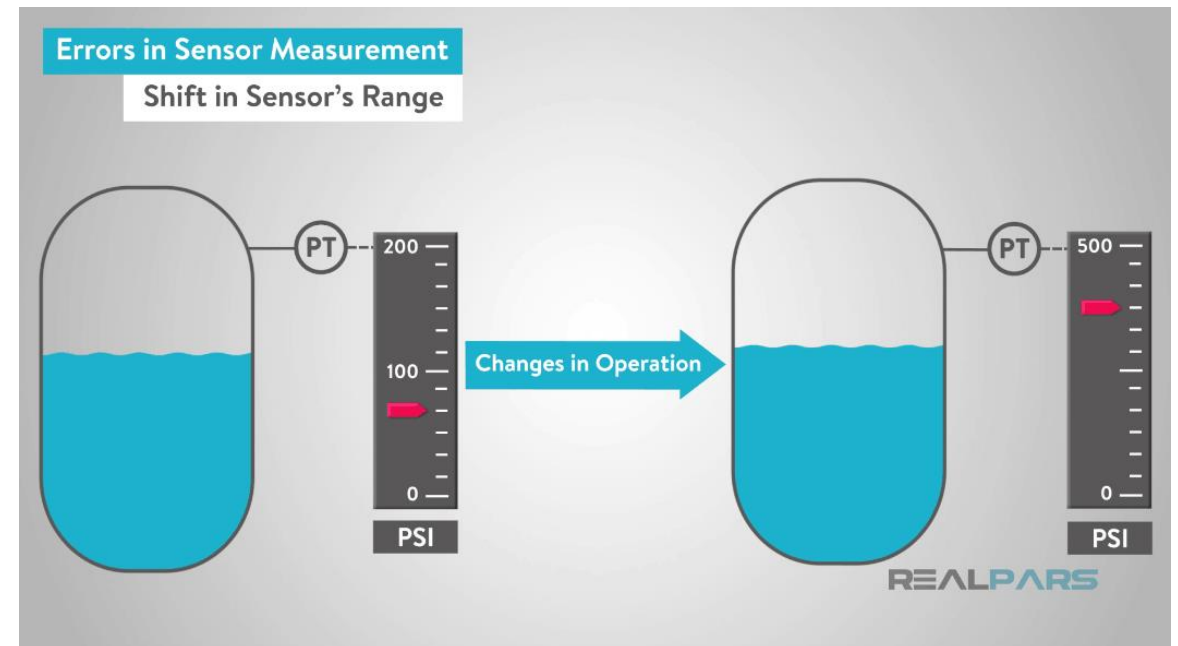 Errors in Sensor Measurement
Shift in Sensor's Range
PT
200
100
0
PSI
Changes in Operation
PT
500
0
PSI
REALPARS